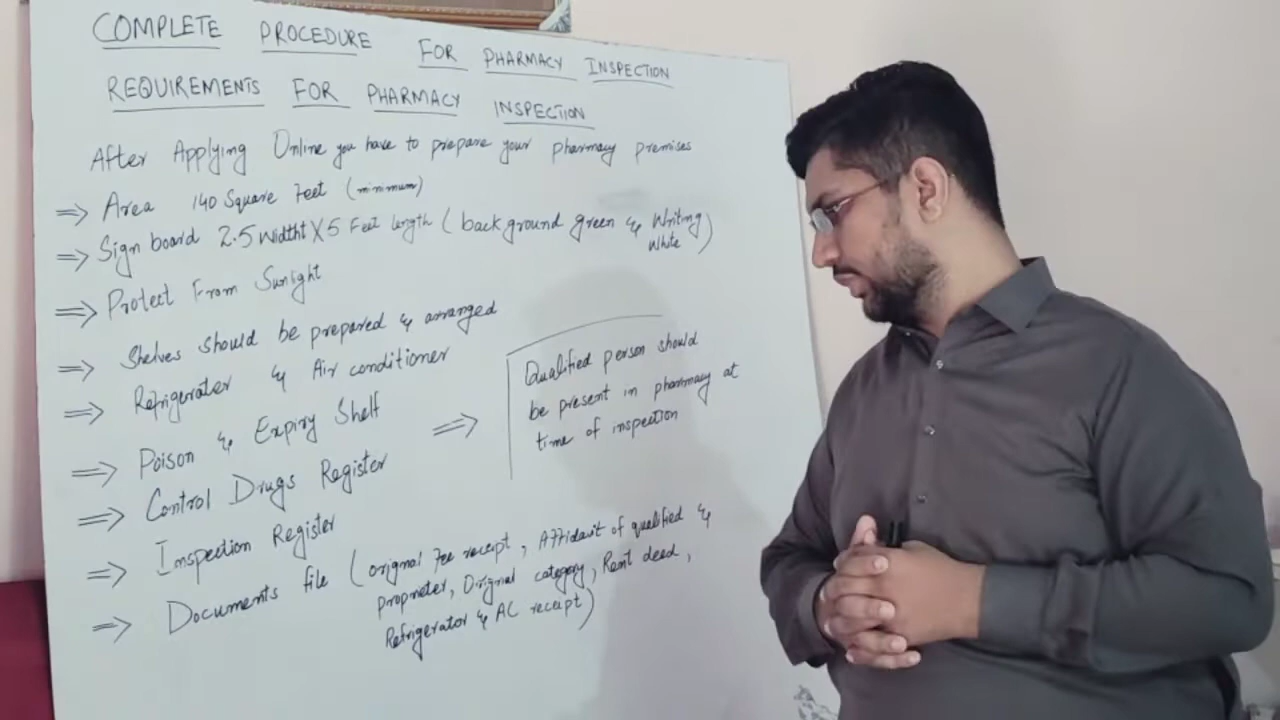 COMPLETE PROCEDURE FOR PHARMACY INSPECTION
REQUIREMENTS FOR PHARMACY INSPECTION
After Applying Online you have to prepare your pharmacy premises
⇒ Area 140 Square Feet (minimum)
⇒ Sign board 2.5 widtht X 5 Feet length (background green & Writing White)
⇒ Protect From Sunlight
⇒ Shelves should be prepared & arranged
⇒ Refrigerator & Air conditioner
⇒ Poison & Expiry Shelf
⇒ Control Drugs Register
⇒ Inspection Register
⇒ Documents file (original Fee receipt, Affidavit of qualified &
proprieter, Original category, Rent deed,
Refrigerator & AC receipt)
⇒ Qualified person should
be present in pharmacy at
time of inspection